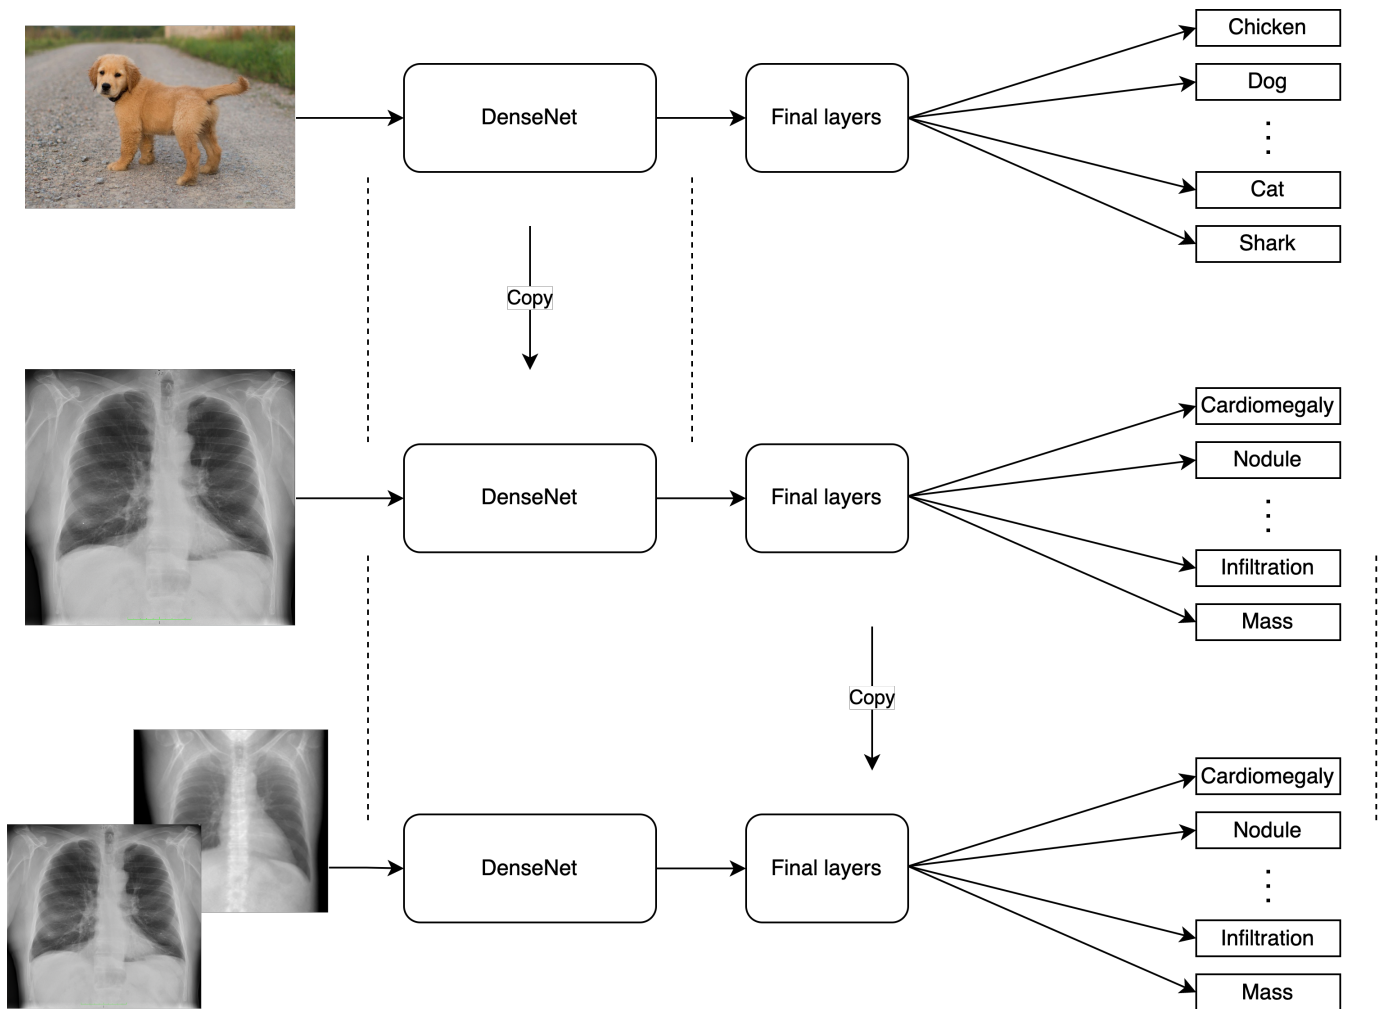 Chicken
DenseNet
Final layers
Dog
Cat
Shark
Copy
Cardiomegaly
DenseNet
Final layers
Nodule
Infiltration
Mass
Copy
Cardiomegaly
DenseNet
Final layers
Nodule
Infiltration
Mass